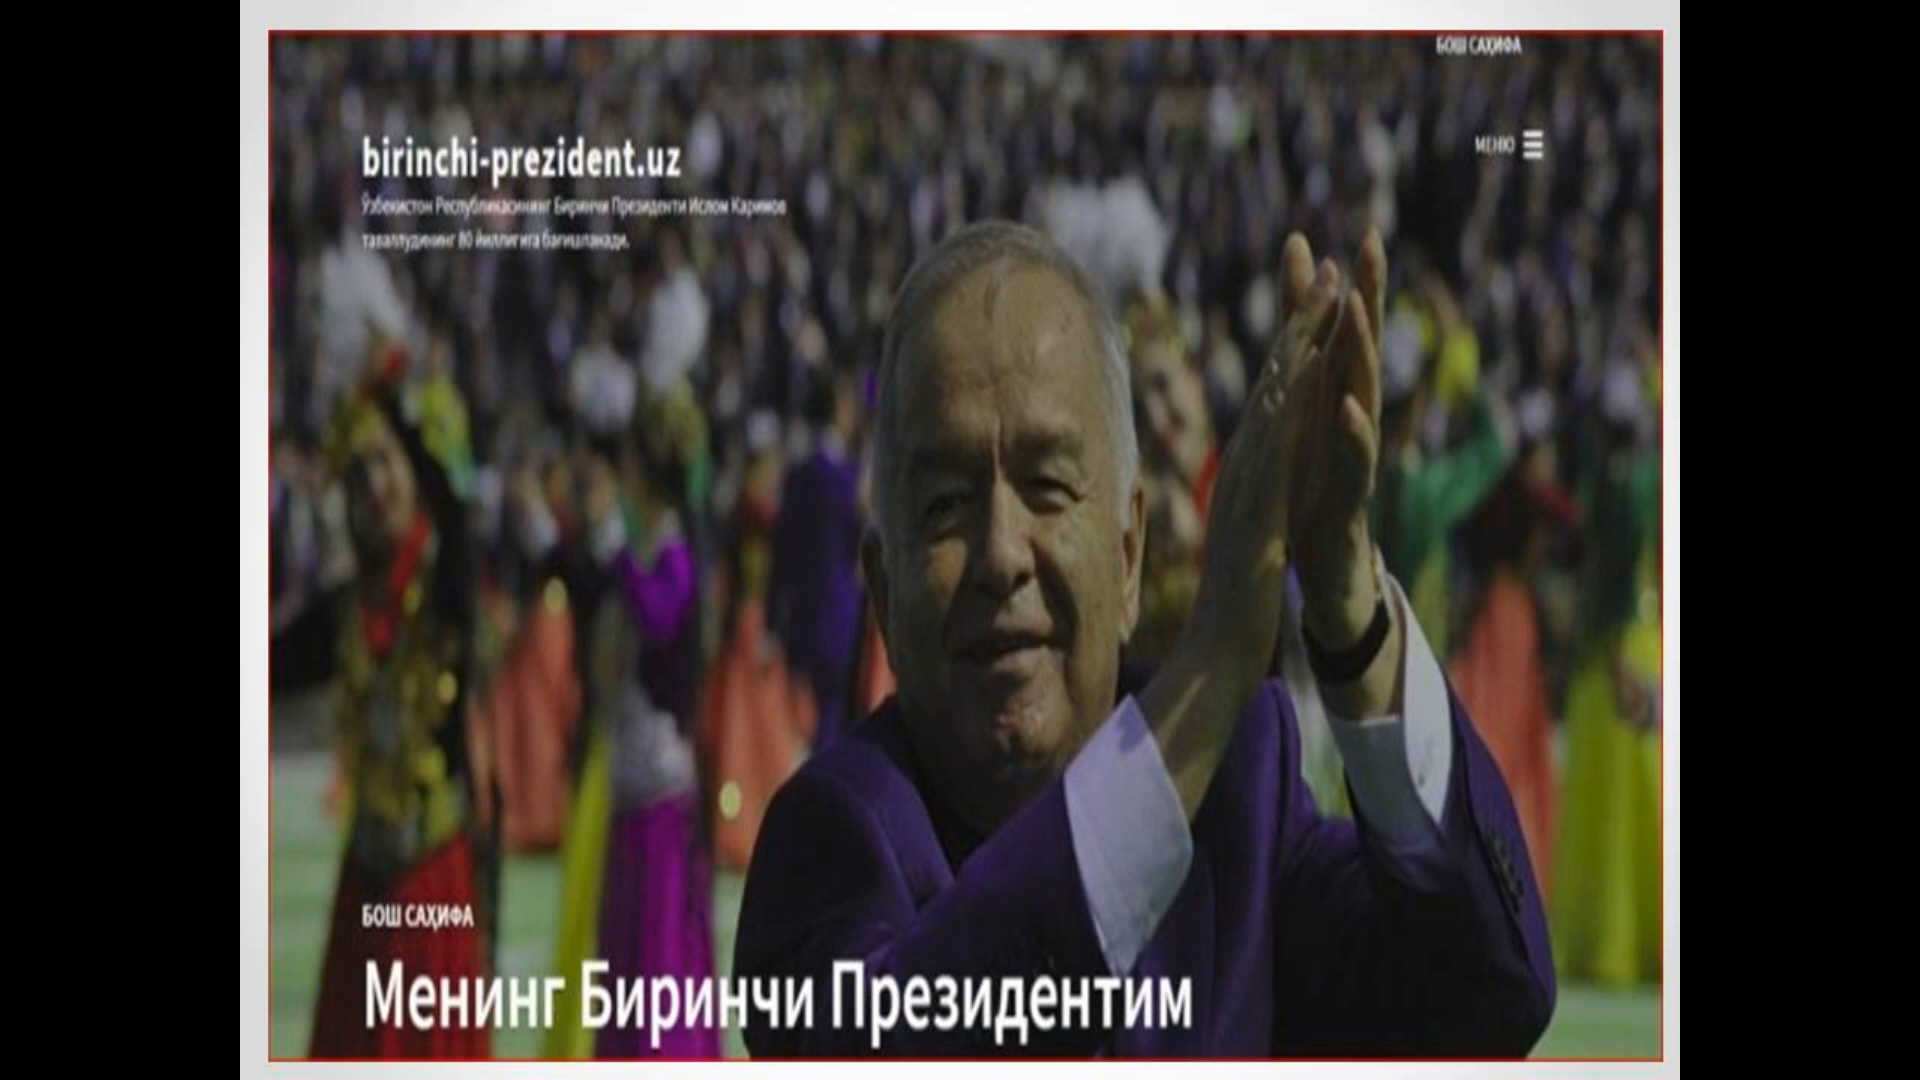 БОШ САҲИФА
birinchi-prezident.uz
МЕНЮ
Ўзбекистон Республикасининг Биринчи Президенти Ислом Каримов
таваллудининг 80 йиллигига бағишланади.
БОШ САҲИФА
Менинг Биринчи Президентим